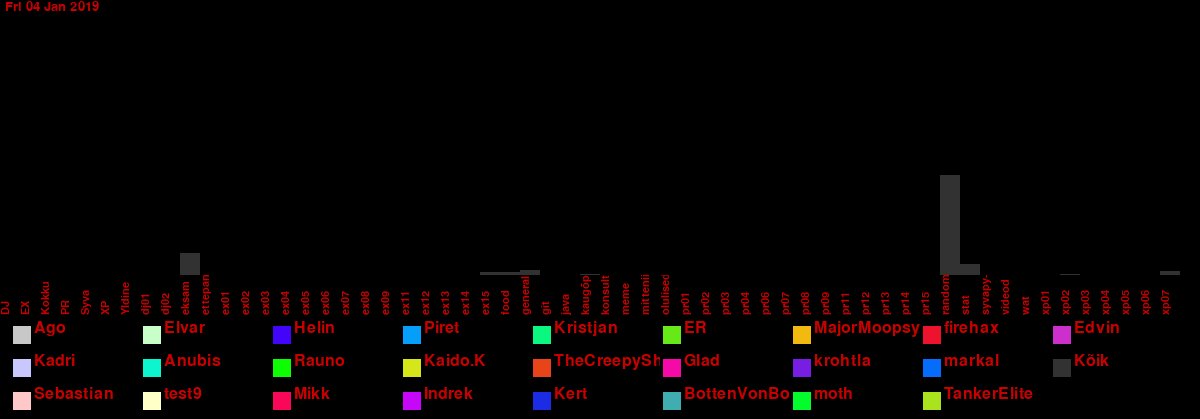 Fri 04 Jan 2019
DJ EX Kokku PR Syva XP Yldine dj01 dj02 eksam ettepan ex01 ex02 ex03 ex04 ex05 ex06 ex07 ex08 ex09 ex11 ex12 ex13 ex14 ex15 food general git java kaugõp konsult meme mittenii olulised pr01 pr02 pr03 pr04 pr06 pr07 pr08 pr09 pr11 pr12 pr13 pr14 pr15 random stat syvapy- videod wat xp01 xp02 xp03 xp04 xp05 xp06 xp07
Ago Elvar Helin Piret Kristjan ER MajorMoopsy firehax Edvin
Kadri Anubis Rauno Kaido.K TheCreepySh Glad krohtla markal Kõik
Sebastian test9 Mikk Indrek Kert BottenVonBo moth TankerElite